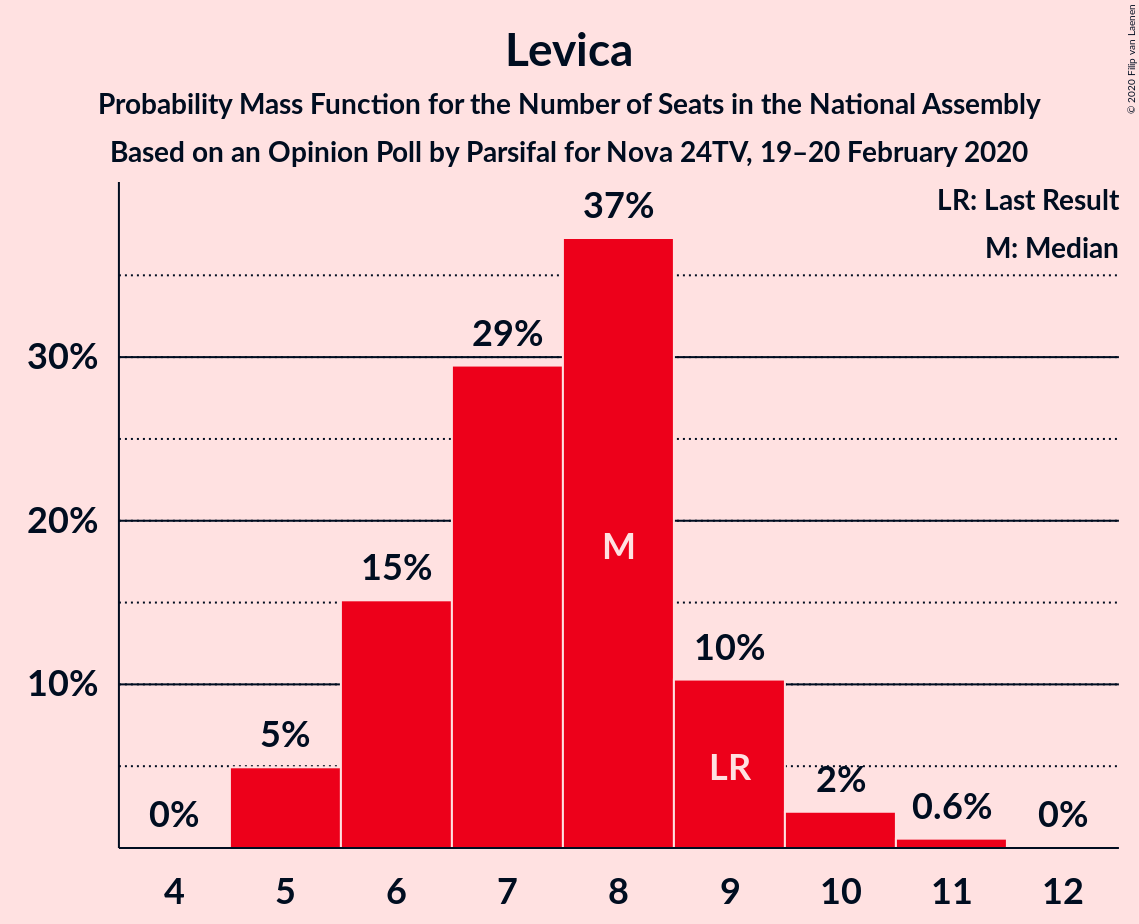 Levica
Probability Mass Function for the Number of Seats in the National Assembly
Based on an Opinion Poll by Parsifal for Nova 24TV, 19–20 February 2020
© 2020 Filip van Laenen
LR: Last Result
M: Median
37%
29%
30%
20%
15%
M
10%
10%
5%
LR
2%
0%
0.6%
0%
4 5 6 7 8 9 10 11 12